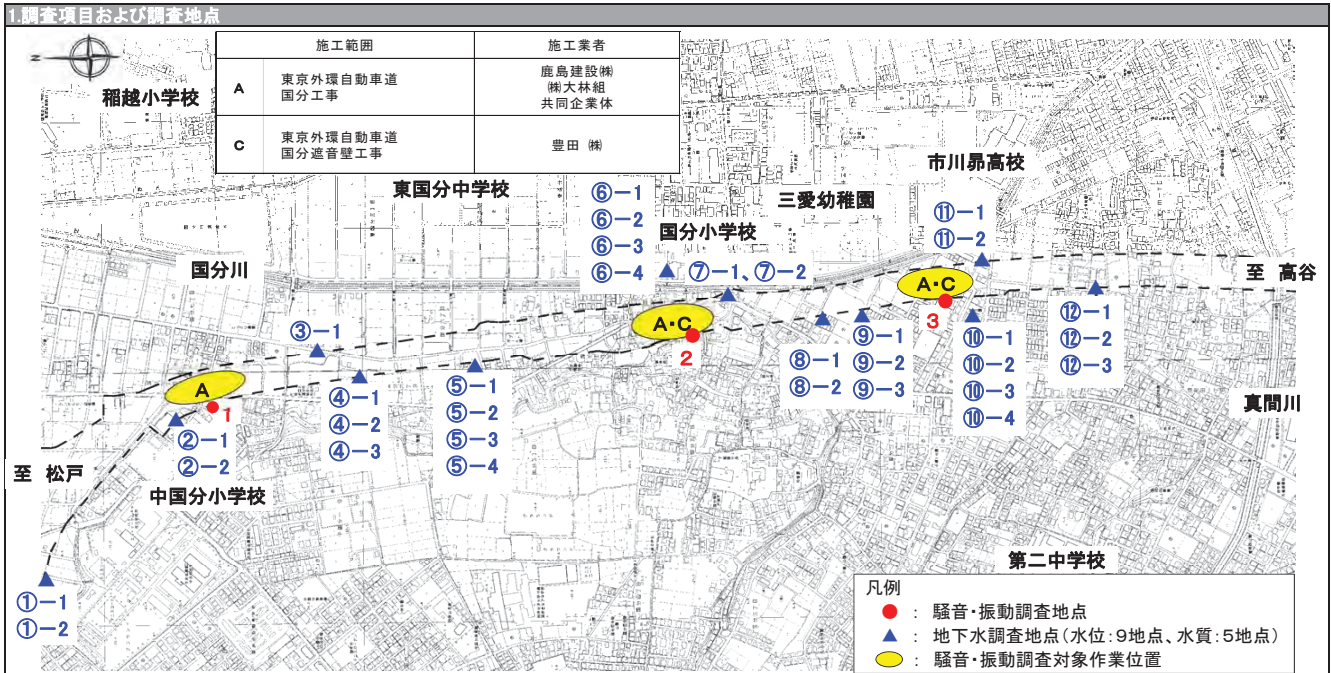 1.調査項目および調査地点
N
施工範囲
施工業者
A
東京外環自動車道
国分工事
鹿島建設㈱
㈱大林組
共同企業体
C
東京外環自動車道
国分遮音壁工事
豊田 ㈱
稲越小学校
東国分中学校
国分川
⑥－1
⑥－2
⑥－3
⑥－4
国分小学校
三愛幼稚園
市川昴高校
⑦－1、⑦－2
⑪－1
⑪－2
至 高谷
A・C
3
A・C
2
③－1
A
1
②－1
②－2
④－1
④－2
④－3
⑤－1
⑤－2
⑤－3
⑤－4
⑧－1
⑧－2
⑨－1
⑨－2
⑨－3
⑩－1
⑩－2
⑩－3
⑩－4
⑫－1
⑫－2
⑫－3
真間川
至 松戸
中国分小学校
①－1
①－2
第二中学校
凡例
● ： 騒音・振動調査地点
▲ ： 地下水調査地点（水位：9地点、水質：5地点）
： 騒音・振動調査対象作業位置